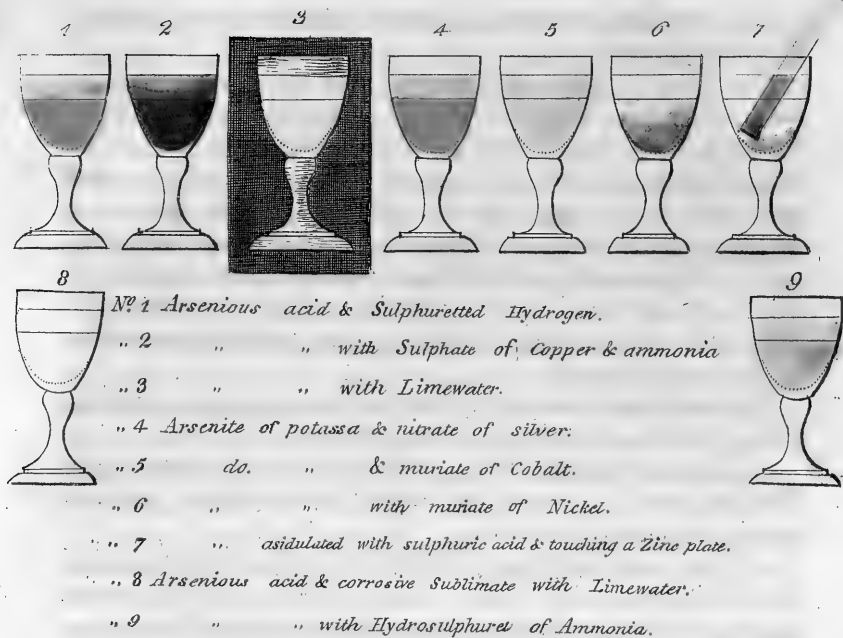 1 2 3 4 5 6 7
8 9
No. 1 Arsenious acid & Sulphuretted Hydrogen.
„ 2 „ „ with Sulphate of Copper & ammonia
„ 3 „ „ with Limewater.
„ 4 Arsenite of potassa & nitrate of silver.
„ 5 do. „ & muriate of Cobalt.
„ 6 „ „ with muriate of Nickel.
„ 7 „ asidulated with sulphuric acid & touching a Zinc plate.
„ 8 Arsenious acid & corrosive Sublimate with Limewater.
„ 9 „ „ with Hydrosulphuret of Ammonia.